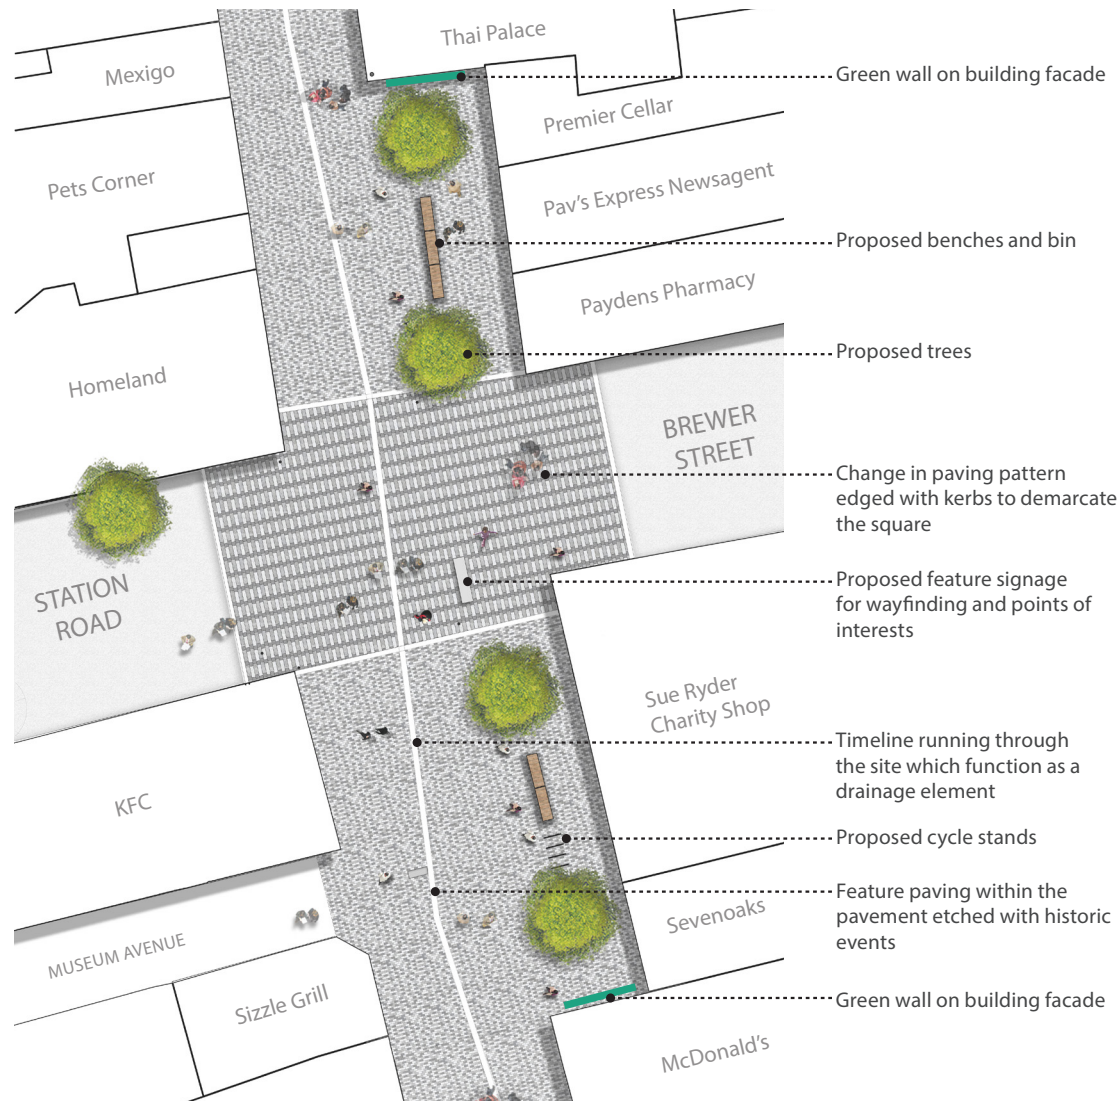 Thai Palace
Mexigo
Green wall on building facade
Premier Cellar
Pets Corner
Pav's Express Newsagent
Proposed benches and bin
Paydens Pharmacy
Proposed trees
Homeland
BREWER
STREET
Change in paving pattern
edged with kerbs to demarcate
the square
STATION
ROAD
Proposed feature signage
for wayfinding and points of
interests
Sue Ryder
Charity Shop
Timeline running through
the site which function as a
drainage element
KFC
Proposed cycle stands
Feature paving within the
pavement etched with historic
events
Sevenoaks
MUSEUM AVENUE
Sizzle Grill
Green wall on building facade
McDonald's